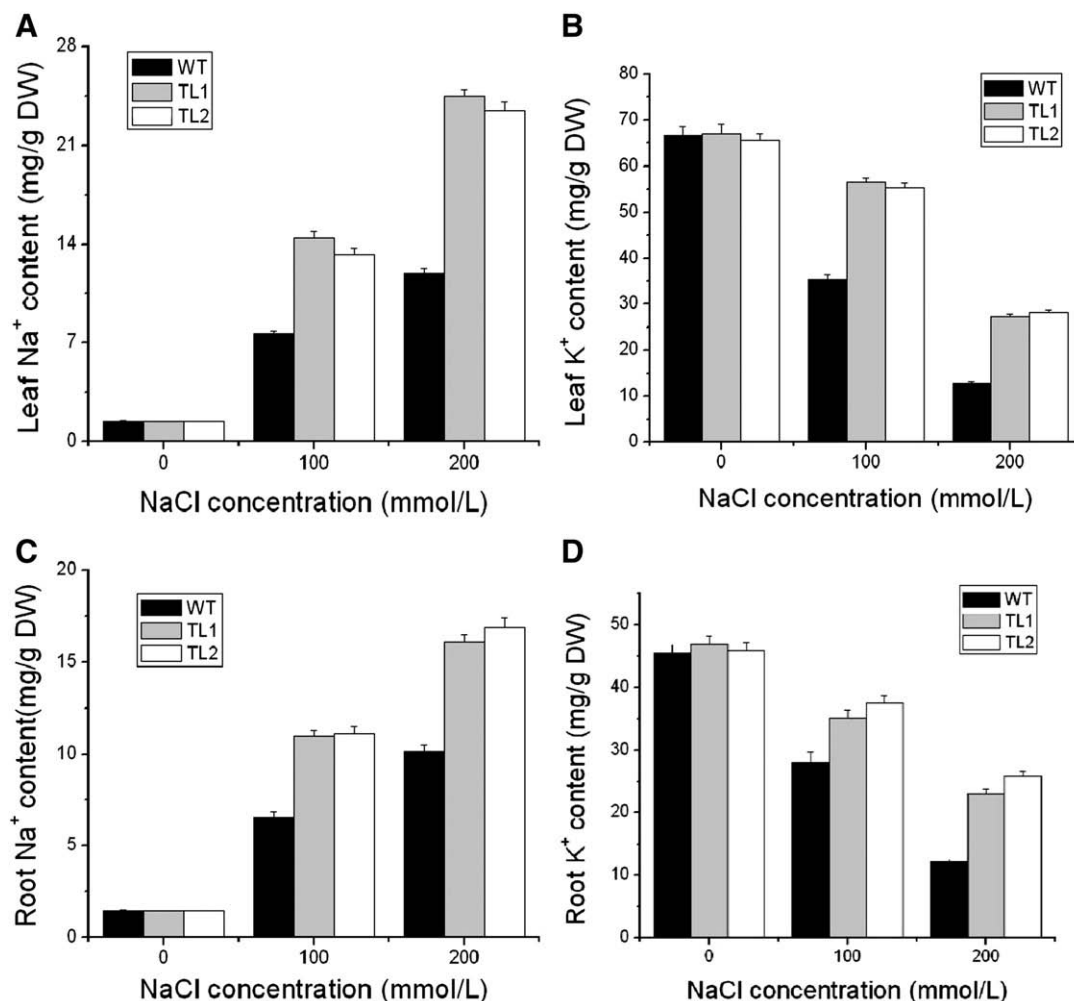 A
Leaf Na⁺ content (mg/g DW)
28
21
14
7
0
WT
TL1
TL2
0
100
200
NaCl concentration (mmol/L)
B
Leaf K⁺ content (mg/g DW)
80
70
60
50
40
30
20
10
0
WT
TL1
TL2
0
100
200
NaCl concentration (mmol/L)
C
Root Na⁺ content(mg/g DW)
20
15
10
5
0
WT
TL1
TL2
0
100
200
NaCl concentration (mmol/L)
D
Root K⁺ content (mg/g DW)
50
40
30
20
10
0
WT
TL1
TL2
0
100
200
NaCl concentration (mmol/L)